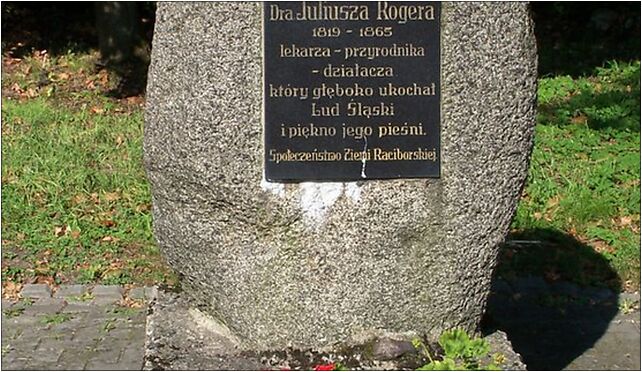 Dra Juliusza Rogera
1819 - 1865
lekarza - przyrodnika
- działacza
który głęboko ukochał
Lud Śląski
i piękno jego pieśni.
Społeczeństwo Ziemi Raciborskiej